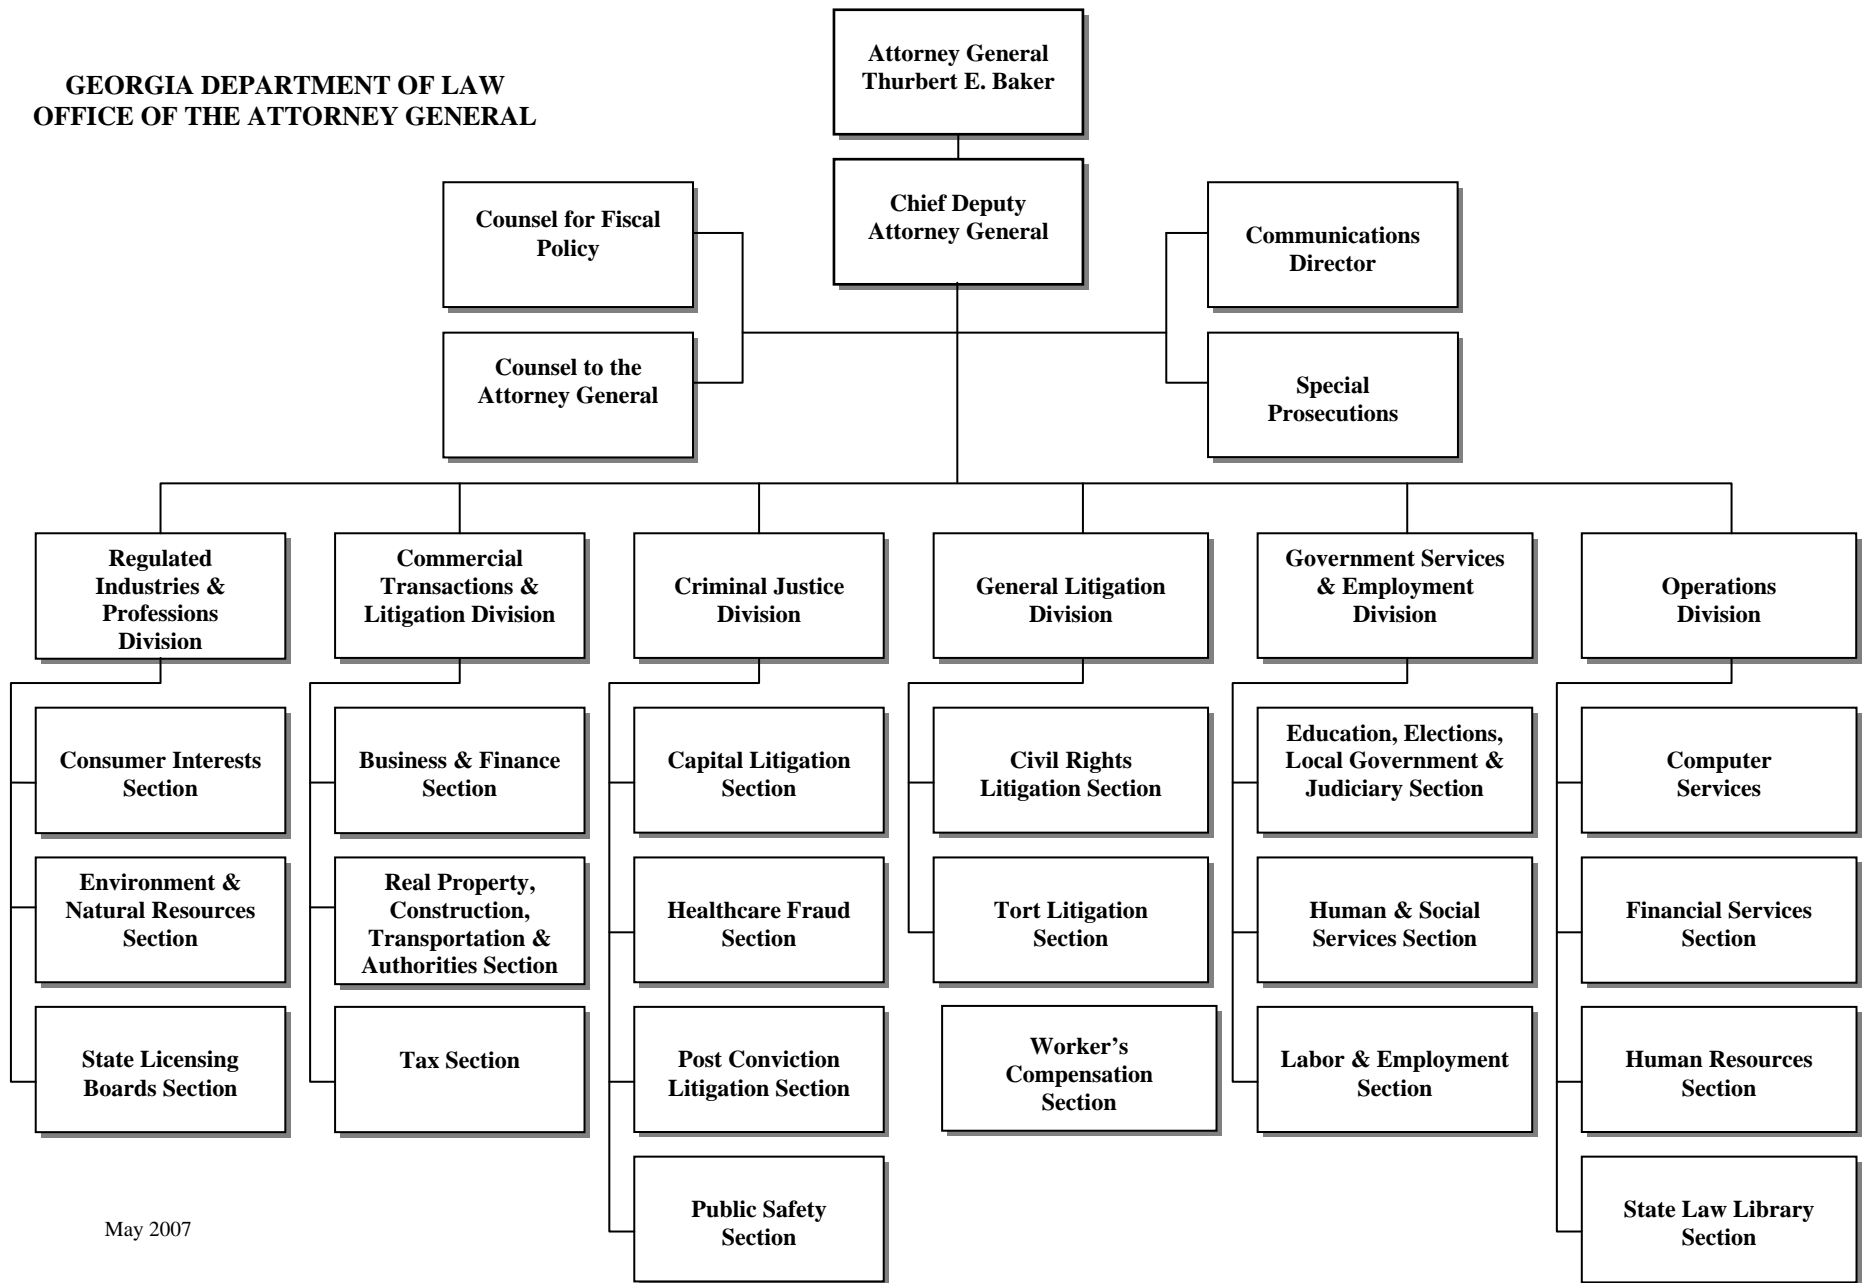 GEORGIA DEPARTMENT OF LAW
OFFICE OF THE ATTORNEY GENERAL
Attorney General
Thurbert E. Baker
Chief Deputy
Attorney General
Counsel for Fiscal
Policy
Counsel to the
Attorney General
Communications
Director
Special
Prosecutions
Regulated
Industries &
Professions
Division
Consumer Interests
Section
Environment &
Natural Resources
Section
State Licensing
Boards Section
Commercial
Transactions &
Litigation Division
Business & Finance
Section
Real Property,
Construction,
Transportation &
Authorities Section
Tax Section
Criminal Justice
Division
Capital Litigation
Section
Healthcare Fraud
Section
Post Conviction
Litigation Section
Public Safety
Section
General Litigation
Division
Civil Rights
Litigation Section
Tort Litigation
Section
Worker’s
Compensation
Section
Government Services
& Employment
Division
Education, Elections,
Local Government &
Judiciary Section
Human & Social
Services Section
Labor & Employment
Section
Operations
Division
Computer
Services
Financial Services
Section
Human Resources
Section
State Law Library
Section
May 2007